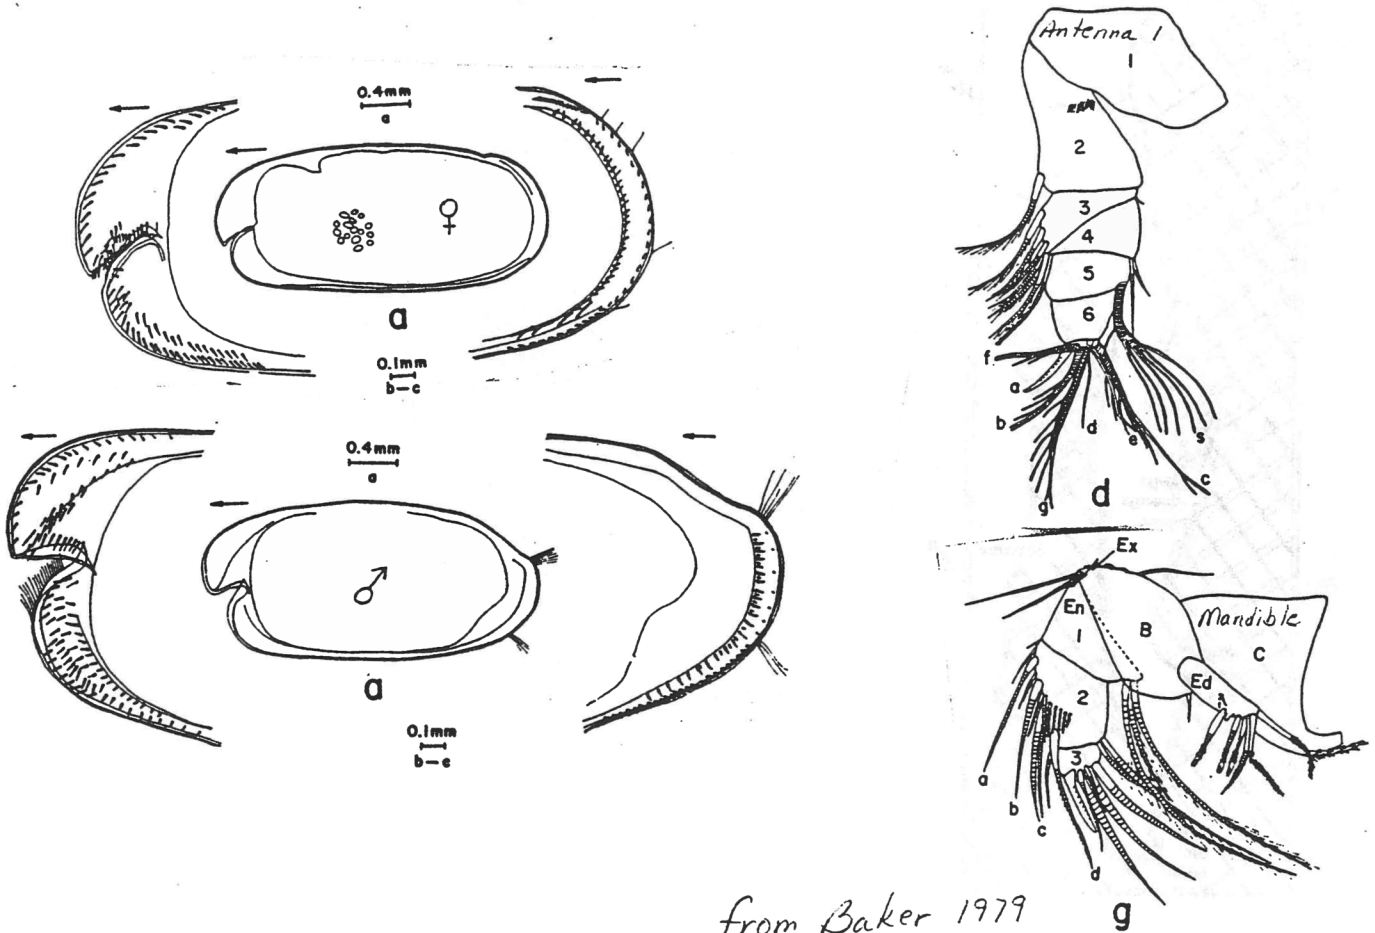 0.4mm
a
♀
a
0.1mm
b-c
0.4mm
a
♂
a
0.1mm
b-e
Antenna 1
1
2
3
4
5
6
f
a
b
g
d
e
s
c
d
Ex
En
1
B
Mandible
C
Ed
2
3
a
b
c
d
g
from Baker 1979